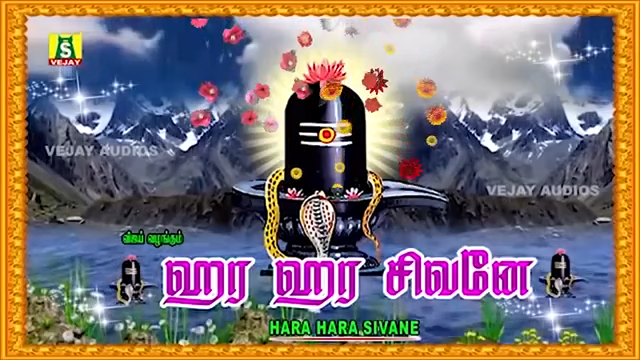 S
VEJAY
VEJAY AUDIOS
VEJAY AUDIOS
விஜய் வழங்கும்
ஹர ஹர சிவனே
HARA HARA SIVANE